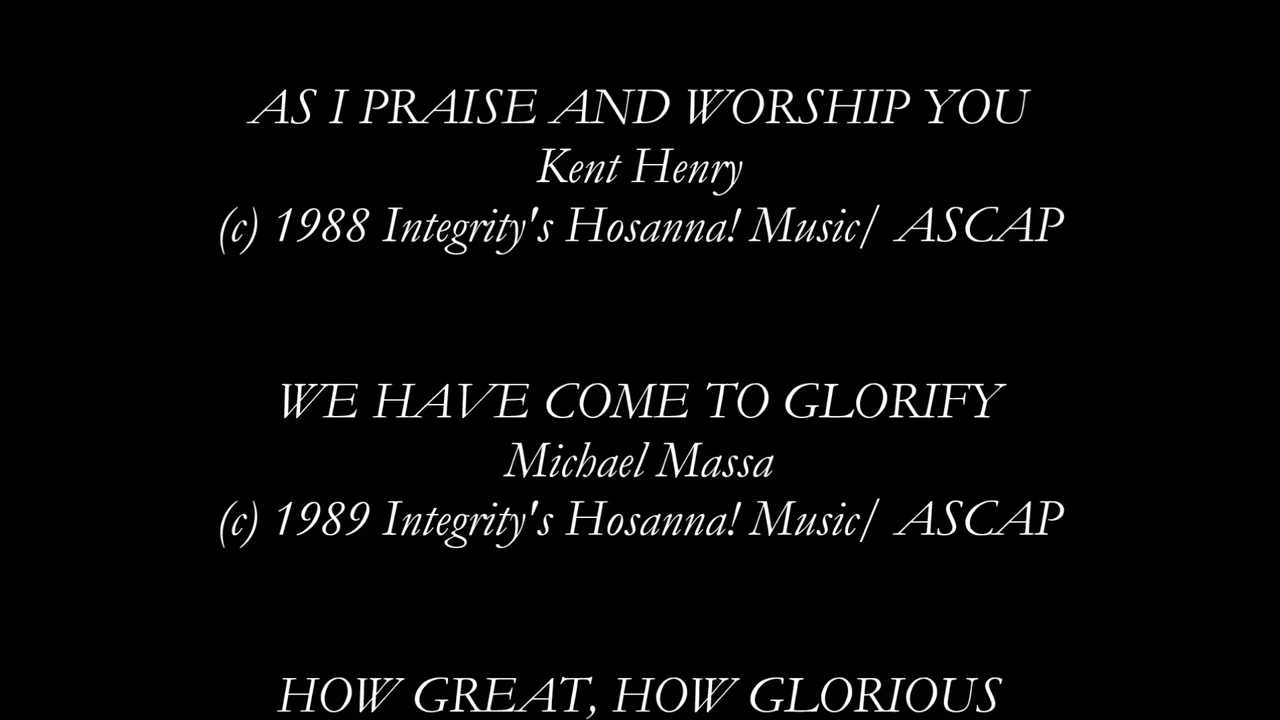 AS I PRAISE AND WORSHIP YOU
Kent Henry
(c) 1988 Integrity's Hosanna! Music/ ASCAP
WE HAVE COME TO GLORIFY
Michael Massa
(c) 1989 Integrity's Hosanna! Music/ ASCAP
HOW GREAT, HOW GLORIOUS